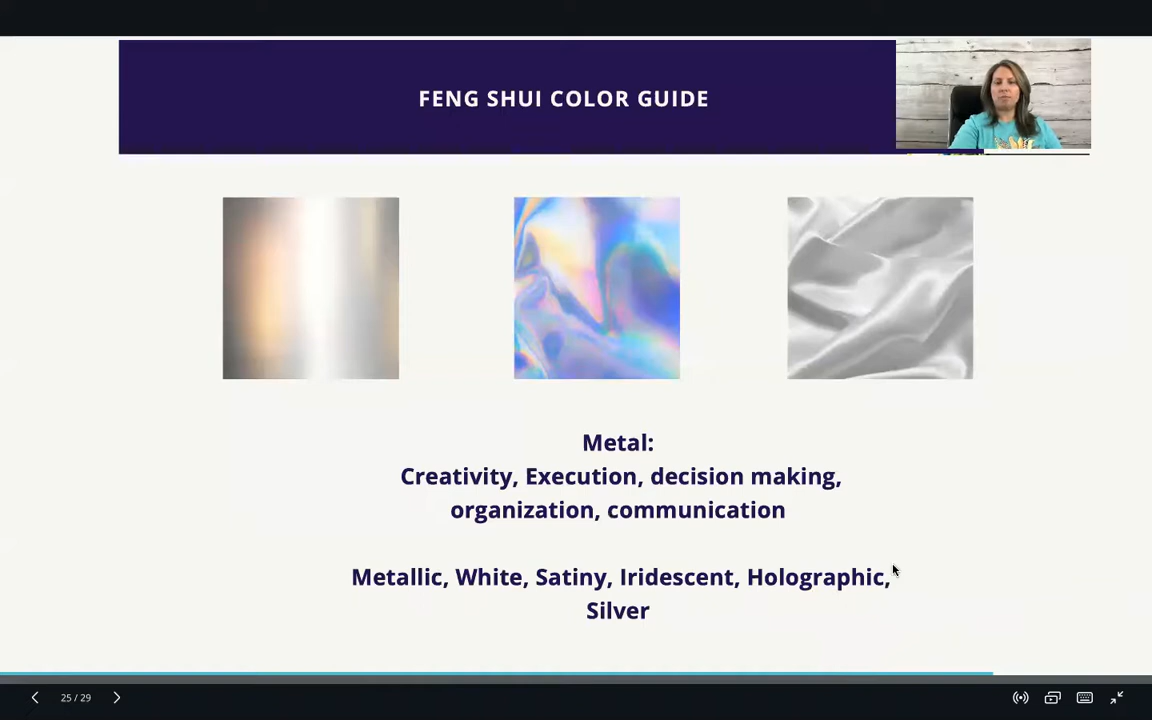 FENG SHUI COLOR GUIDE
Metal:
Creativity, Execution, decision making,
organization, communication
Metallic, White, Satiny, Iridescent, Holographic,
Silver
25 / 29